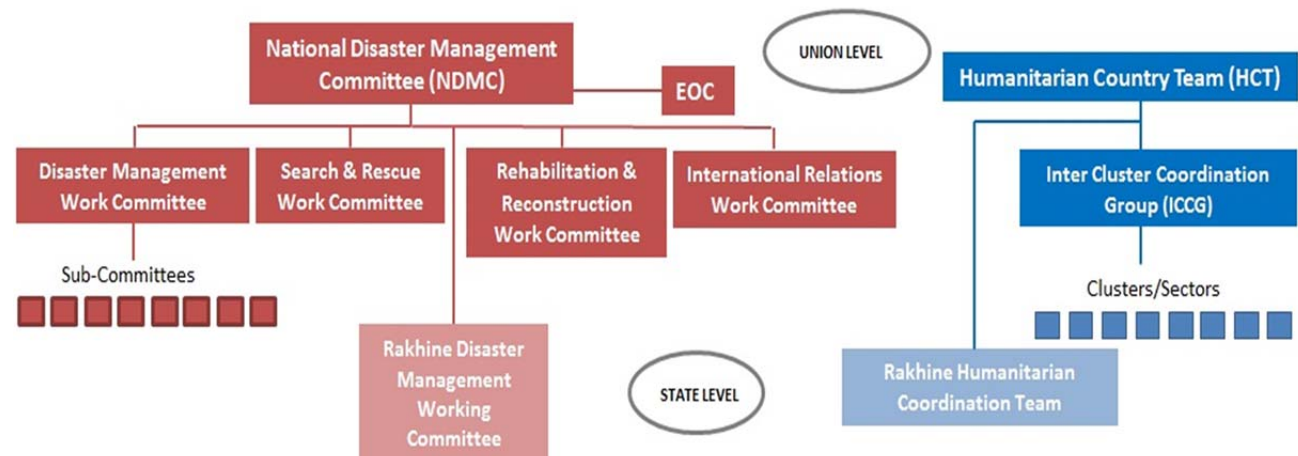 National Disaster Management
Committee (NDMC)
UNION LEVEL
EOC
Humanitarian Country Team (HCT)
Disaster Management
Work Committee
Search & Rescue
Work Committee
Rehabilitation &
Reconstruction
Work Committee
International Relations
Work Committee
Inter Cluster Coordination
Group (ICCG)
Sub-Committees
Clusters/Sectors
Rakhine Disaster
Management
Working
Committee
STATE LEVEL
Rakhine Humanitarian
Coordination Team